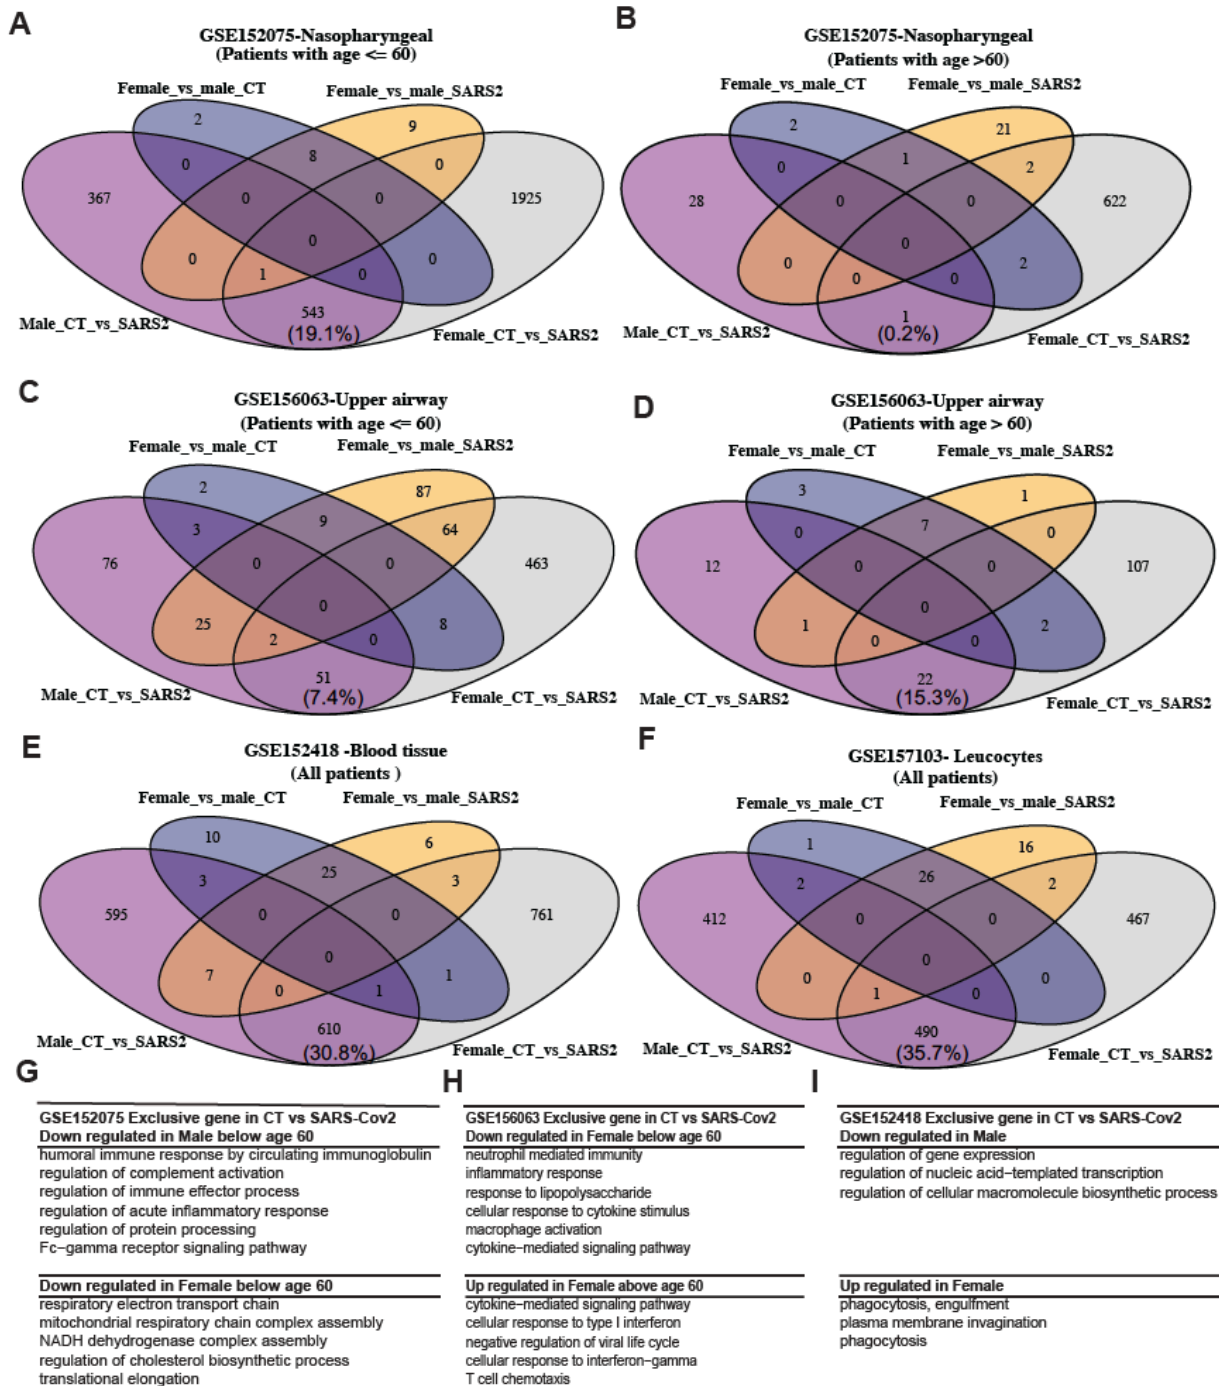 A
GSE152075-Nasopharyngeal
(Patients with age <= 60)
Female_vs_male_CT
Female_vs_male_SARS2
2
9
0
8
0
367
0
0
1925
0
0
1
0
0
543
(19.1%)
Male_CT_vs_SARS2
Female_CT_vs_SARS2
B
GSE152075-Nasopharyngeal
(Patients with age >60)
Female_vs_male_CT
Female_vs_male_SARS2
2
21
0
1
2
28
0
0
622
0
0
0
0
2
1
(0.2%)
Male_CT_vs_SARS2
Female_CT_vs_SARS2
C
GSE156063-Upper airway
(Patients with age <= 60)
Female_vs_male_CT
Female_vs_male_SARS2
2
87
3
9
64
76
0
0
463
0
25
2
0
8
51
(7.4%)
Male_CT_vs_SARS2
Female_CT_vs_SARS2
D
GSE156063-Upper airway
(Patients with age > 60)
Female_vs_male_CT
Female_vs_male_SARS2
3
1
0
7
0
12
0
0
107
0
1
0
0
2
22
(15.3%)
Male_CT_vs_SARS2
Female_CT_vs_SARS2
E
GSE152418 -Blood tissue
(All patients )
Female_vs_male_CT
Female_vs_male_SARS2
10
6
3
25
3
595
0
0
761
0
7
0
1
1
610
(30.8%)
Male_CT_vs_SARS2
Female_CT_vs_SARS2
F
GSE157103- Leucocytes
(All patients)
Female_vs_male_CT
Female_vs_male_SARS2
1
16
2
26
2
412
0
0
467
0
0
1
0
0
490
(35.7%)
Male_CT_vs_SARS2
Female_CT_vs_SARS2
G
GSE152075 Exclusive gene in CT vs SARS-Cov2
Down regulated in Male below age 60
humoral immune response by circulating immunoglobulin
regulation of complement activation
regulation of immune effector process
regulation of acute inflammatory response
regulation of protein processing
Fc−gamma receptor signaling pathway
Down regulated in Female below age 60
respiratory electron transport chain
mitochondrial respiratory chain complex assembly
NADH dehydrogenase complex assembly
regulation of cholesterol biosynthetic process
translational elongation
H
GSE156063 Exclusive gene in CT vs SARS-Cov2
Down regulated in Female below age 60
neutrophil mediated immunity
inflammatory response
response to lipopolysaccharide
cellular response to cytokine stimulus
macrophage activation
cytokine−mediated signaling pathway
Up regulated in Female above age 60
cytokine−mediated signaling pathway
cellular response to type I interferon
negative regulation of viral life cycle
cellular response to interferon−gamma
T cell chemotaxis
I
GSE152418 Exclusive gene in CT vs SARS-Cov2
Down regulated in Male
regulation of gene expression
regulation of nucleic acid−templated transcription
regulation of cellular macromolecule biosynthetic process
Up regulated in Female
phagocytosis, engulfment
plasma membrane invagination
phagocytosis